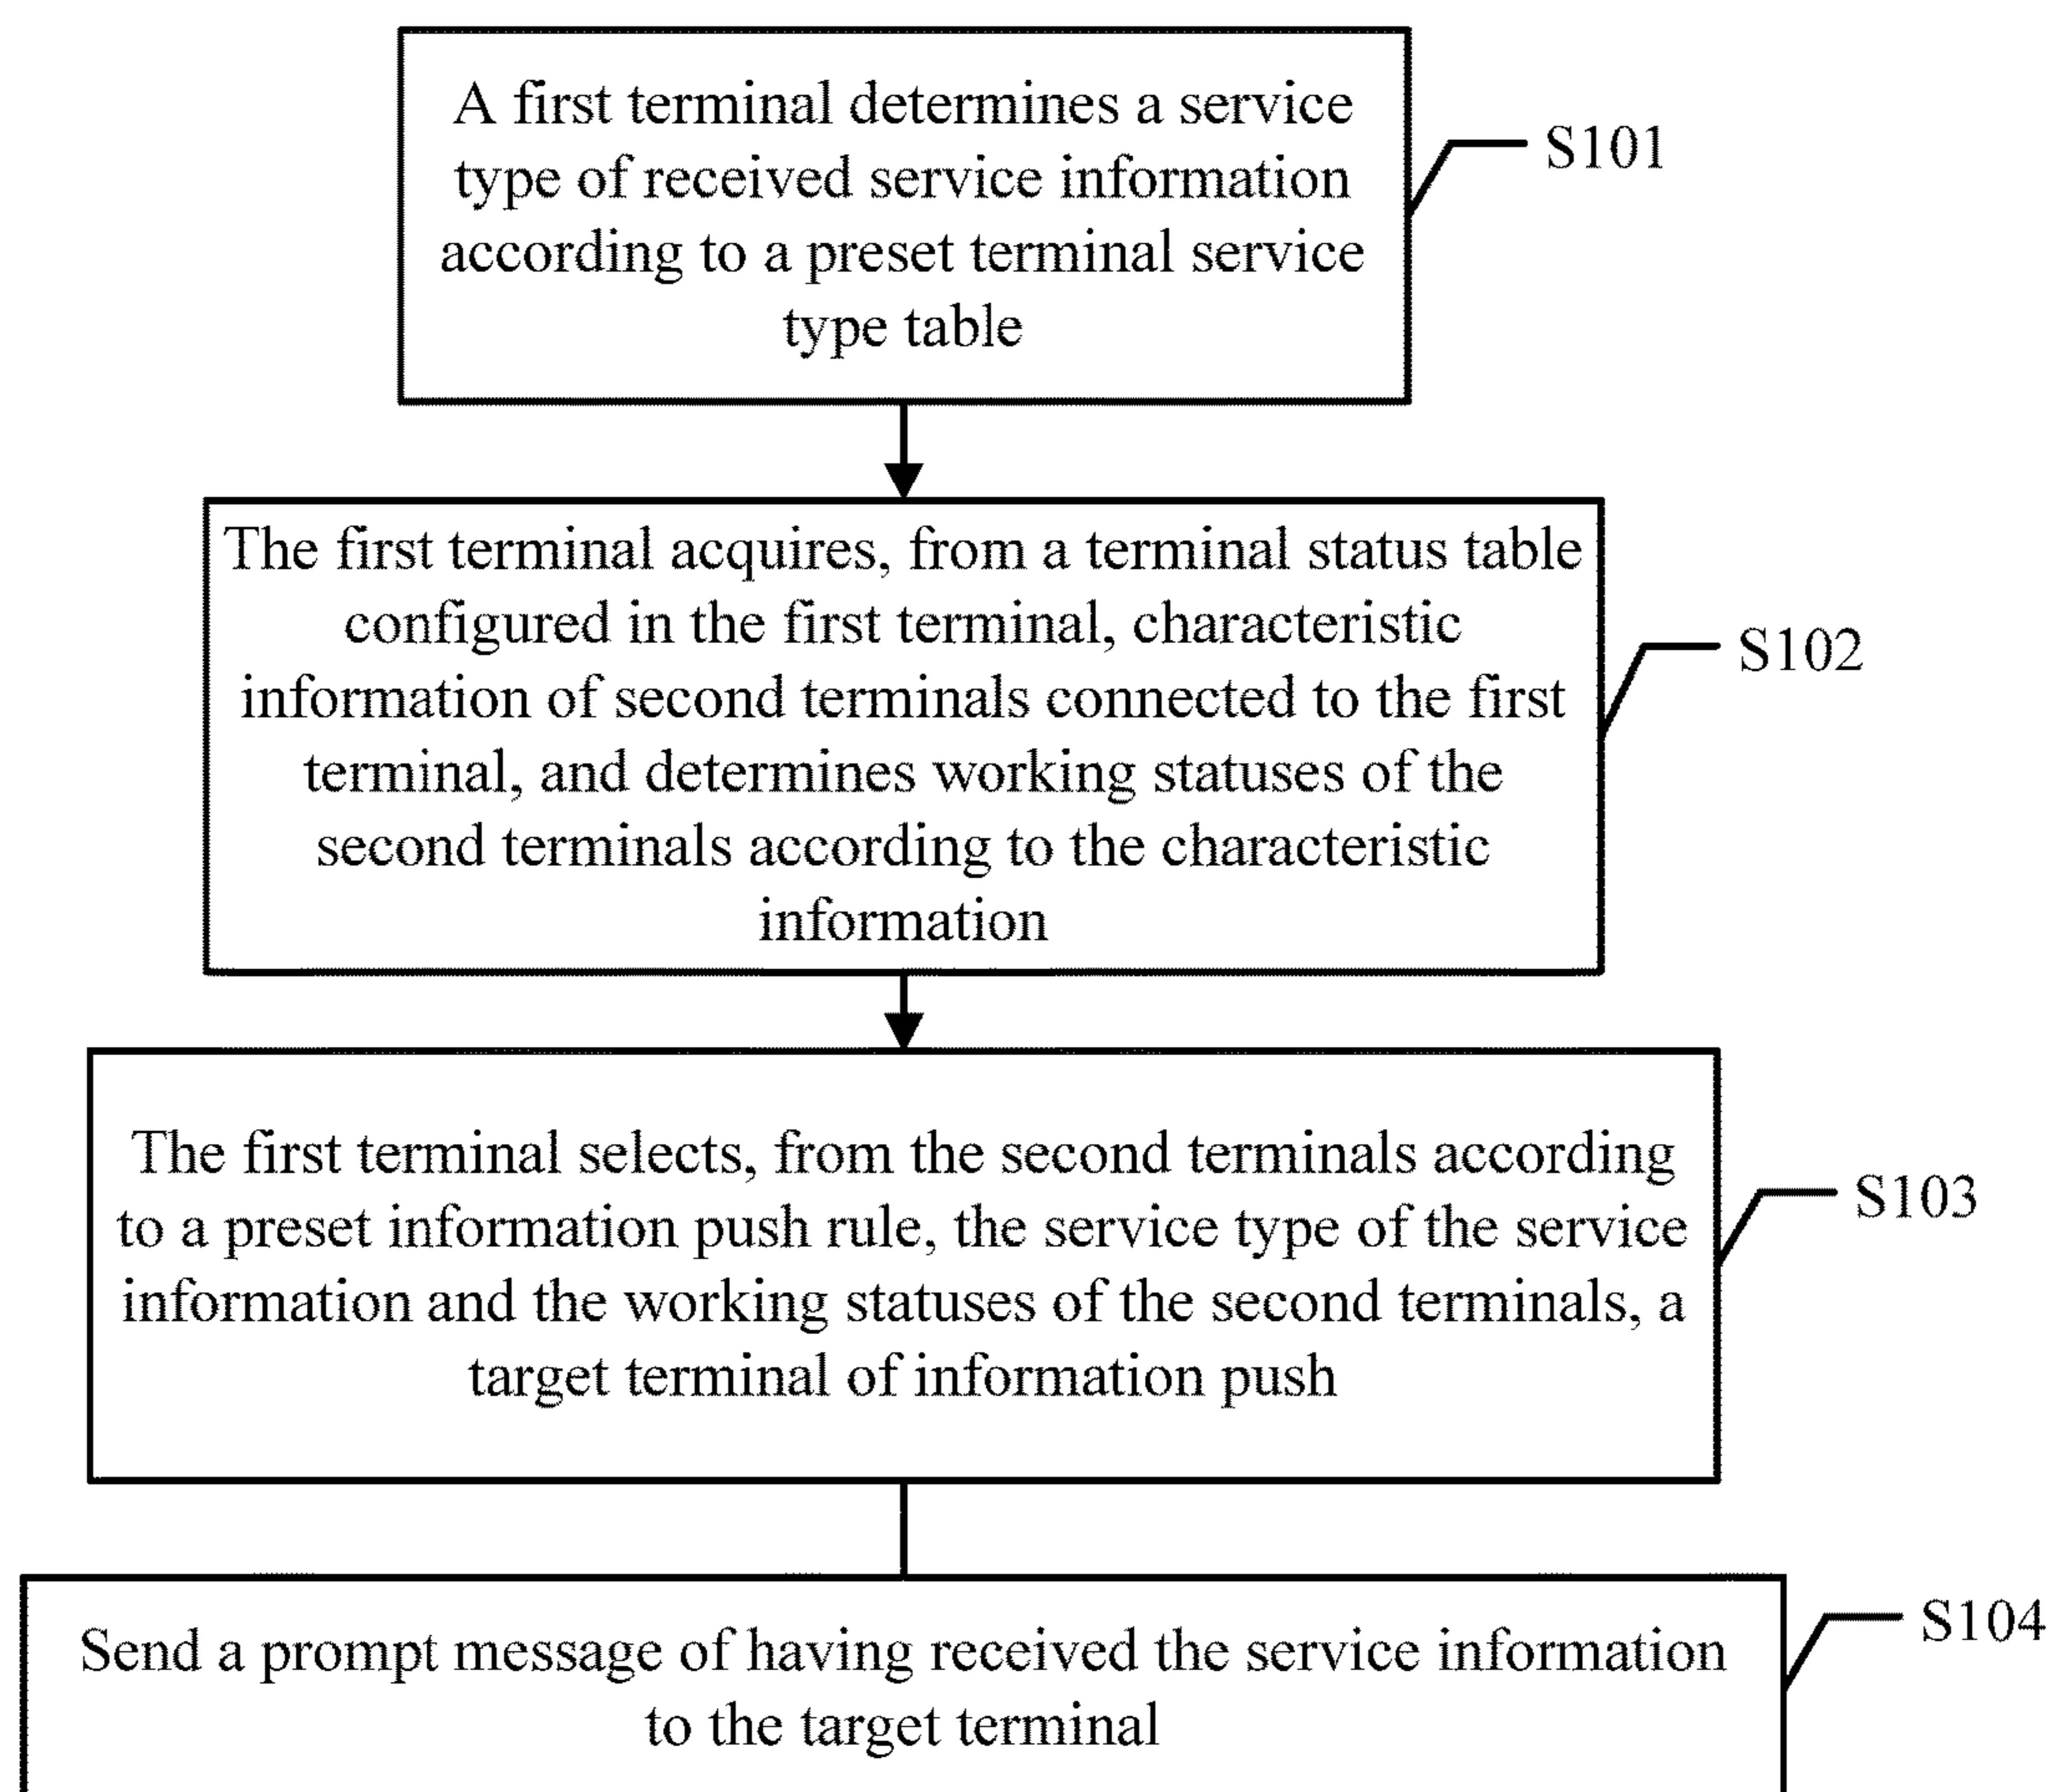 A first terminal determines a service
type of received service information
according to a preset terminal service
type table
S101
The first terminal acquires, from a terminal status table
configured in the first terminal, characteristic
information of second terminals connected to the first
terminal, and determines working statuses of the
second terminals according to the characteristic
information
S102
The first terminal selects, from the second terminals according
to a preset information push rule, the service type of the service
information and the working statuses of the second terminals, a
target terminal of information push
S103
Send a prompt message of having received the service information
to the target terminal
S104